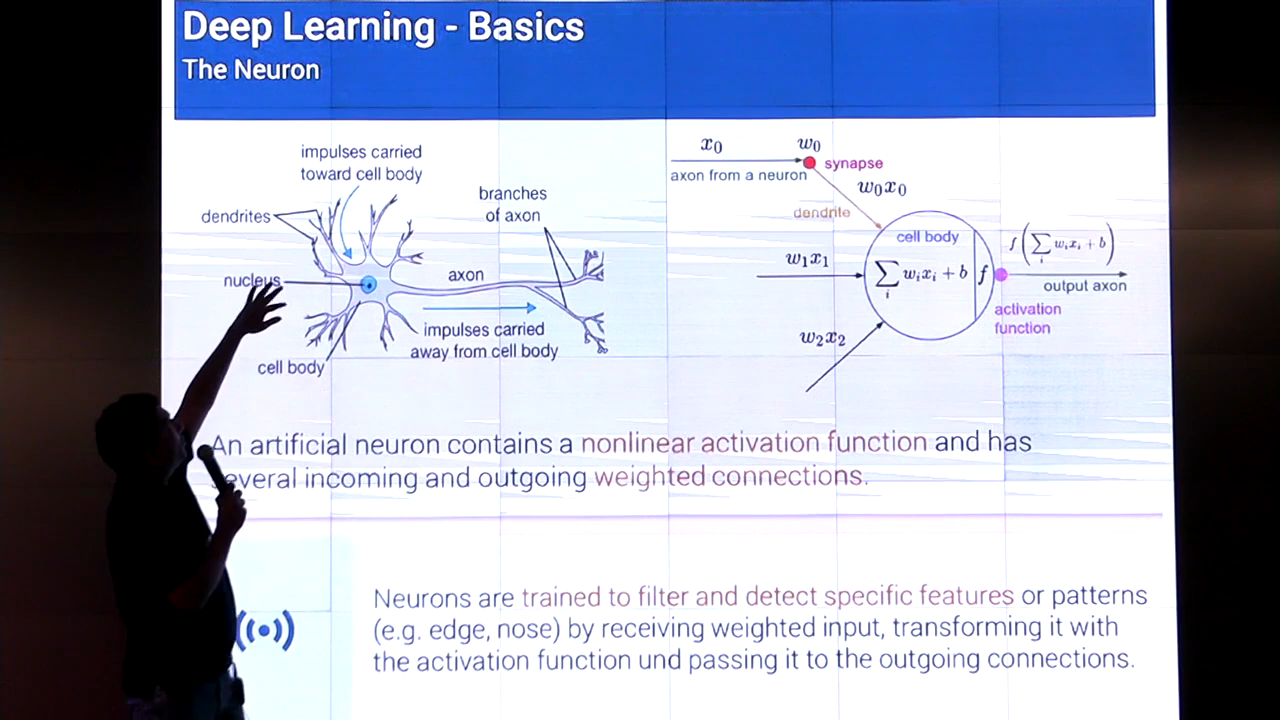 Deep Learning - Basics
The Neuron
impulses carried
toward cell body
dendrites
nucleus
cell body
branches
of axon
axon
impulses carried
away from cell body
x₀
w₀
synapse
axon from a neuron
w₀x₀
dendrite
cell body
w₁x₁
∑ᵢ wᵢxᵢ + b
f
f(∑ᵢ wᵢxᵢ + b)
output axon
activation
function
w₂x₂
An artificial neuron contains a nonlinear activation function and has
several incoming and outgoing weighted connections.
Neurons are trained to filter and detect specific features or patterns
(e.g. edge, nose) by receiving weighted input, transforming it with
the activation function und passing it to the outgoing connections.